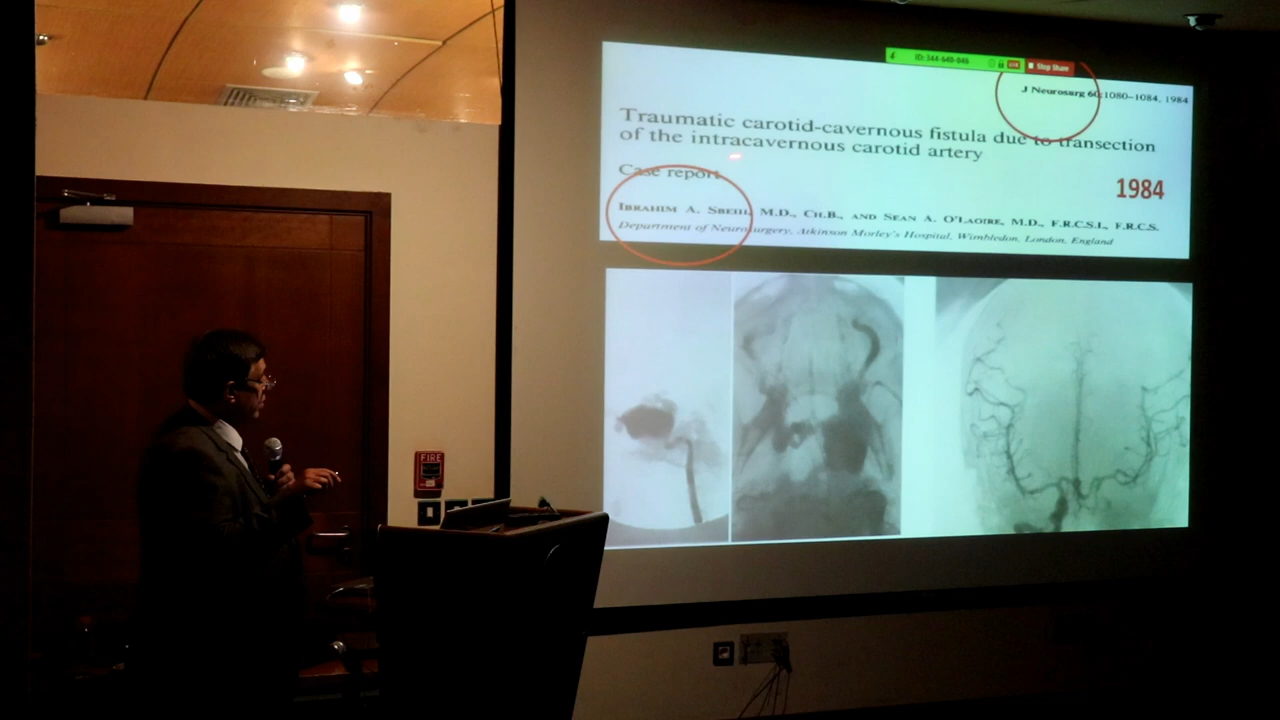 ID: 344-640-046
LIVE
Stop Share
J Neurosurg 60:1080–1084, 1984
Traumatic carotid-cavernous fistula due to transection
of the intracavernous carotid artery
Case report
1984
IBRAHIM A. SBEIH, M.D., CH.B., AND SEAN A. O'LAOIRE, M.D., F.R.C.S.I., F.R.C.S.
Department of Neurosurgery, Atkinson Morley's Hospital, Wimbledon, London, England
FIRE